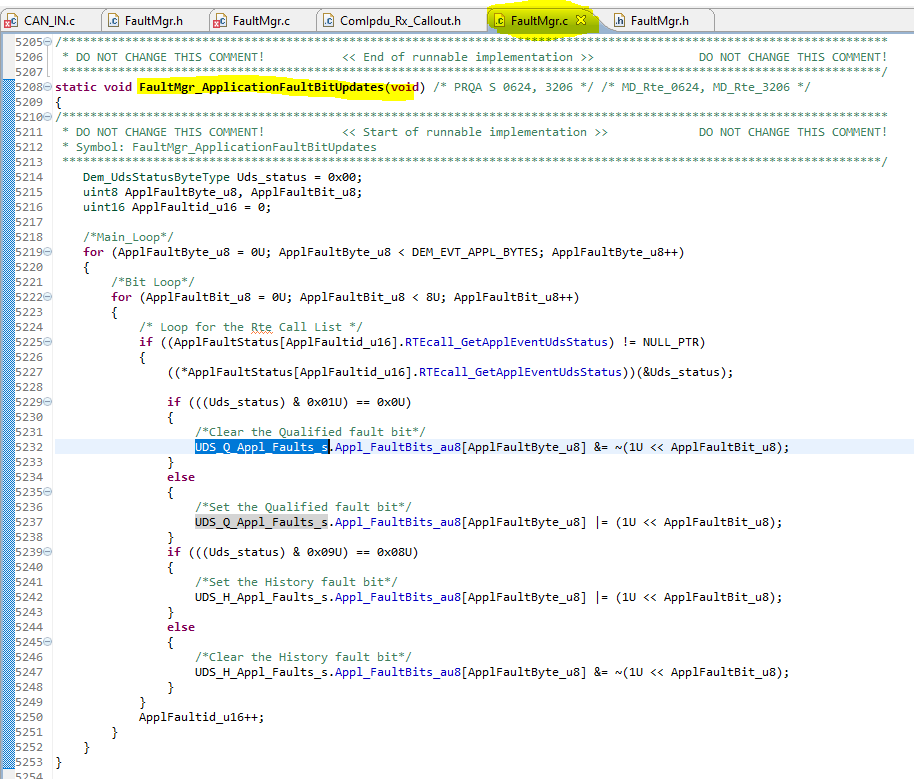 CAN_IN.c FaultMgr.h FaultMgr.c ComIpdu_Rx_Callout.h FaultMgr.c FaultMgr.h
5205 /**********************************************************************************************************************
5206 * DO NOT CHANGE THIS COMMENT! << End of runnable implementation >> DO NOT CHANGE THIS COMMENT!
5207 *********************************************************************************************************************/
5208 static void FaultMgr_ApplicationFaultBitUpdates(void) /* PRQA S 0624, 3206 */ /* MD_Rte_0624, MD_Rte_3206 */
5209 {
5210 /**********************************************************************************************************************
5211 * DO NOT CHANGE THIS COMMENT! << Start of runnable implementation >> DO NOT CHANGE THIS COMMENT!
5212 * Symbol: FaultMgr_ApplicationFaultBitUpdates
5213 *********************************************************************************************************************/
5214 Dem_UdsStatusByteType Uds_status = 0x00;
5215 uint8 ApplFaultByte_u8, ApplFaultBit_u8;
5216 uint16 ApplFaultid_u16 = 0;
5217
5218 /*Main_Loop*/
5219 for (ApplFaultByte_u8 = 0U; ApplFaultByte_u8 < DEM_EVT_APPL_BYTES; ApplFaultByte_u8++)
5220 {
5221 /*Bit Loop*/
5222 for (ApplFaultBit_u8 = 0U; ApplFaultBit_u8 < 8U; ApplFaultBit_u8++)
5223 {
5224 /* Loop for the Rte Call List */
5225 if ((ApplFaultStatus[ApplFaultid_u16].RTEcall_GetApplEventUdsStatus) != NULL_PTR)
5226 {
5227 ((*ApplFaultStatus[ApplFaultid_u16].RTEcall_GetApplEventUdsStatus))(&Uds_status);
5228
5229 if (((Uds_status) & 0x01U) == 0x0U)
5230 {
5231 /*Clear the Qualified fault bit*/
5232 UDS_Q_Appl_Faults_s.Appl_FaultBits_au8[ApplFaultByte_u8] &= ~(1U << ApplFaultBit_u8);
5233 }
5234 else
5235 {
5236 /*Set the Qualified fault bit*/
5237 UDS_Q_Appl_Faults_s.Appl_FaultBits_au8[ApplFaultByte_u8] |= (1U << ApplFaultBit_u8);
5238 }
5239 if (((Uds_status) & 0x09U) == 0x08U)
5240 {
5241 /*Set the History fault bit*/
5242 UDS_H_Appl_Faults_s.Appl_FaultBits_au8[ApplFaultByte_u8] |= (1U << ApplFaultBit_u8);
5243 }
5244 else
5245 {
5246 /*Clear the History fault bit*/
5247 UDS_H_Appl_Faults_s.Appl_FaultBits_au8[ApplFaultByte_u8] &= ~(1U << ApplFaultBit_u8);
5248 }
5249 }
5250 ApplFaultid_u16++;
5251 }
5252 }
5253 }
5254